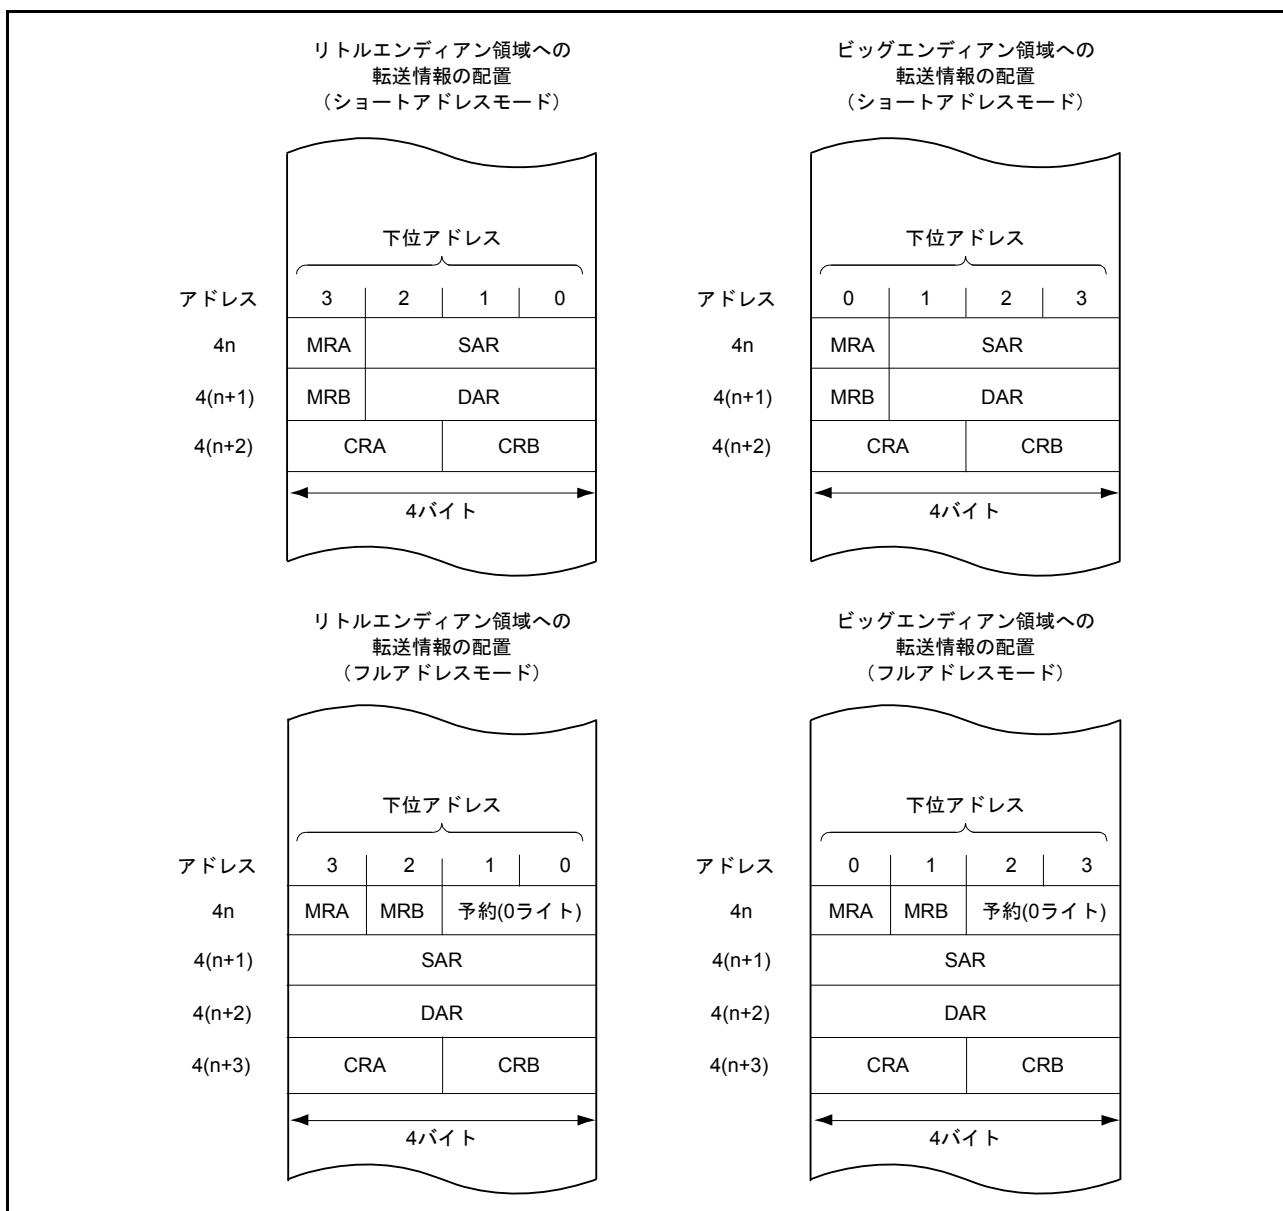 リトルエンディアン領域への
転送情報の配置
（ショートアドレスモード）
下位アドレス
アドレス 3 2 1 0
4n MRA SAR
4(n+1) MRB DAR
4(n+2) CRA CRB
4バイト
ビッグエンディアン領域への
転送情報の配置
（ショートアドレスモード）
下位アドレス
アドレス 0 1 2 3
4n MRA SAR
4(n+1) MRB DAR
4(n+2) CRA CRB
4バイト
リトルエンディアン領域への
転送情報の配置
（フルアドレスモード）
下位アドレス
アドレス 3 2 1 0
4n MRA MRB 予約(0ライト)
4(n+1) SAR
4(n+2) DAR
4(n+3) CRA CRB
4バイト
ビッグエンディアン領域への
転送情報の配置
（フルアドレスモード）
下位アドレス
アドレス 0 1 2 3
4n MRA MRB 予約(0ライト)
4(n+1) SAR
4(n+2) DAR
4(n+3) CRA CRB
4バイト